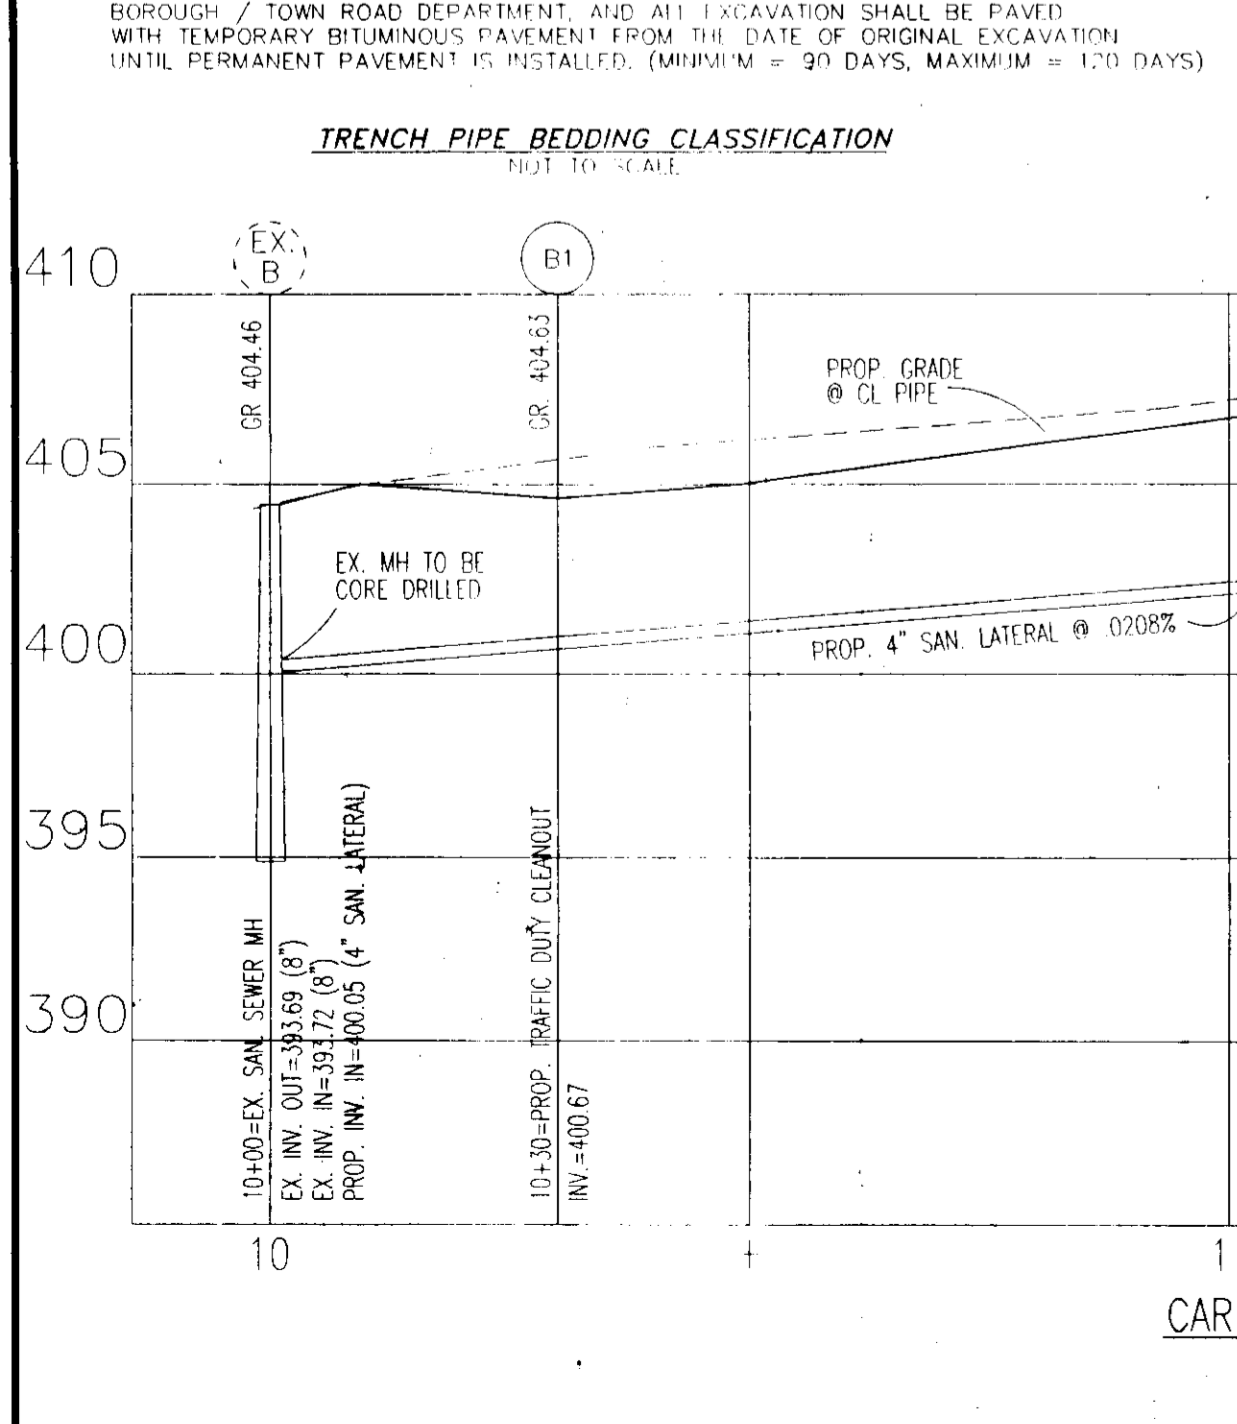 BOROUGH / TOWN ROAD DEPARTMENT, AND ALL EXCAVATION SHALL BE PAVED
WITH TEMPORARY BITUMINOUS PAVEMENT FROM THE DATE OF ORIGINAL EXCAVATION
UNTIL PERMANENT PAVEMENT IS INSTALLED. (MINIMUM = 90 DAYS, MAXIMUM = 120 DAYS)
TRENCH PIPE BEDDING CLASSIFICATION
NOT TO SCALE
EX.
B
B1
410
GR 404.46
GR. 404.63
PROP. GRADE
@ CL PIPE
405
EX. MH TO BE
CORE DRILLED
400
PROP. 4" SAN. LATERAL @ .0208%
395
390
10+00=EX. SAN. SEWER MH
EX. INV. OUT=393.69 (8")
EX. INV. IN=393.72 (8")
PROP. INV. IN=400.05 (4" SAN. LATERAL)
10+30=PROP. TRAFFIC DUTY CLEANOUT
INV.=400.67
10
+
1
CAR